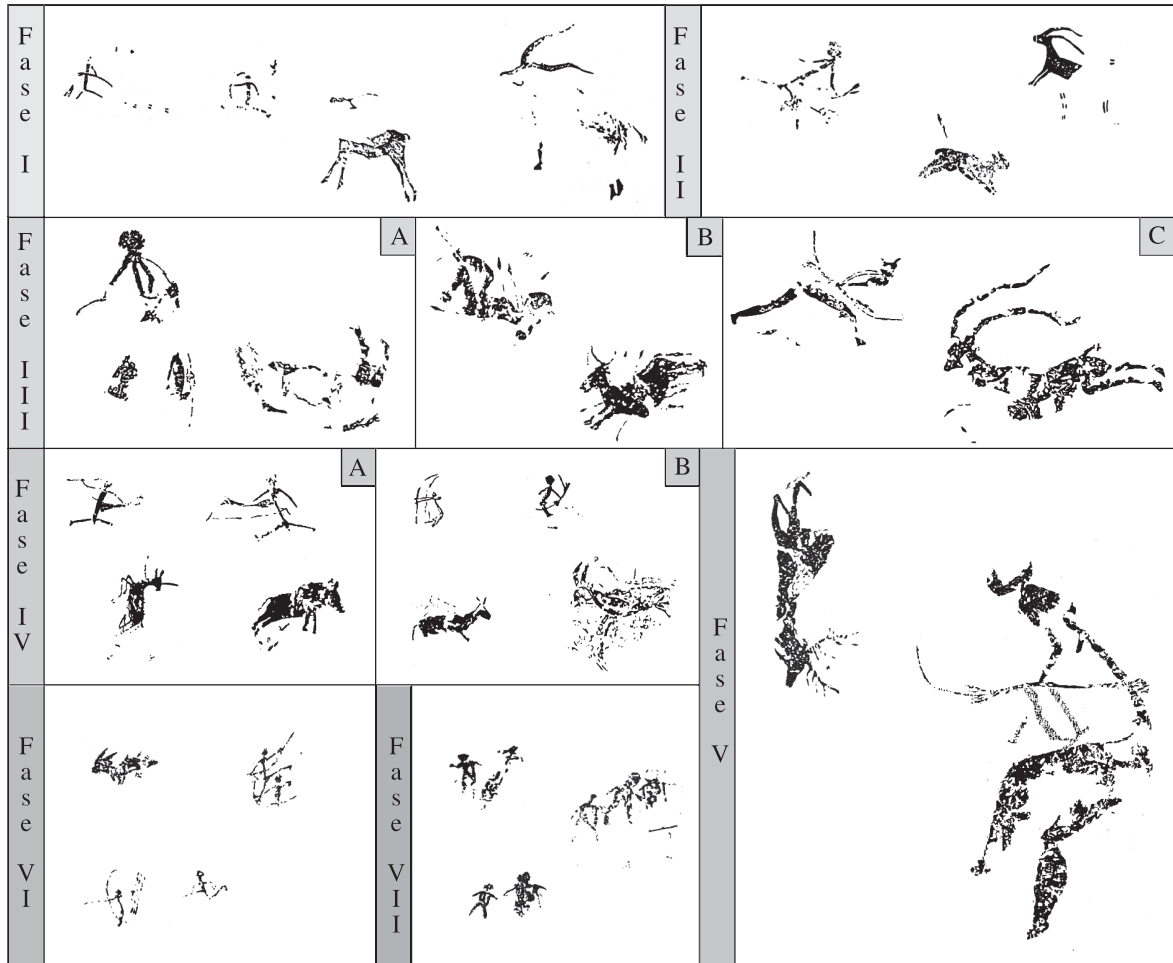 Fase I
Fase II
Fase III
A
B
C
Fase IV
A
B
Fase V
Fase VI
Fase VII